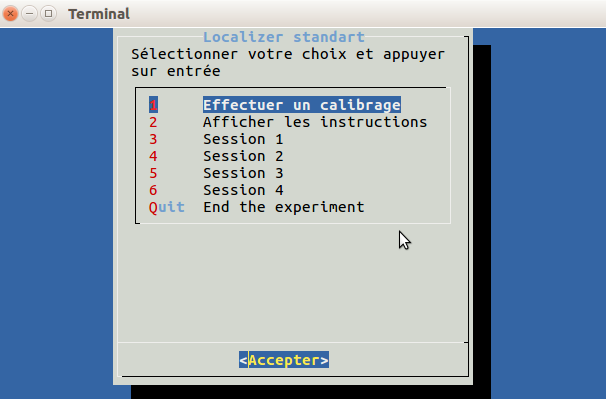 Terminal
Localizer standart
Sélectionner votre choix et appuyer
sur entrée
1 Effectuer un calibrage
2 Afficher les instructions
3 Session 1
4 Session 2
5 Session 3
6 Session 4
Quit End the experiment
<Accepter>